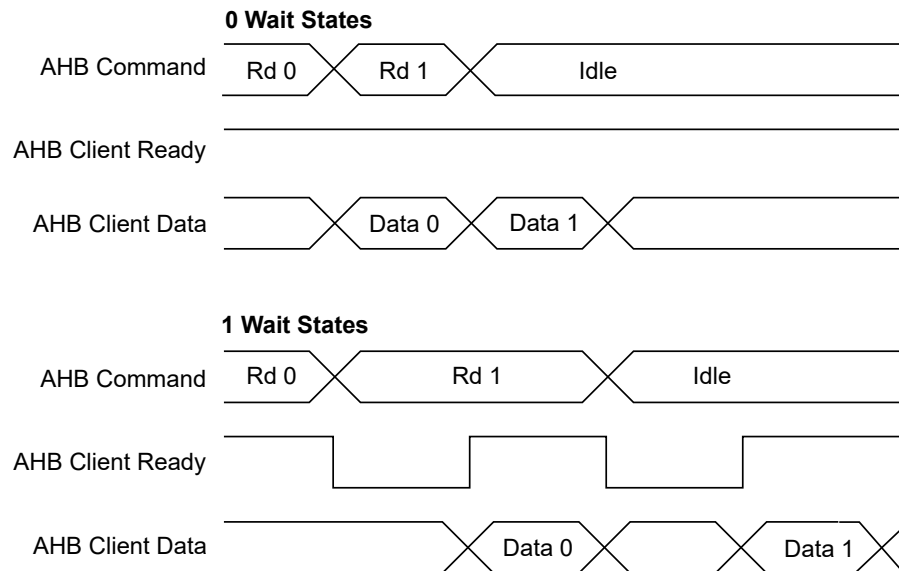 0 Wait States
AHB Command Rd 0 Rd 1 Idle
AHB Client Ready
AHB Client Data Data 0 Data 1
1 Wait States
AHB Command Rd 0 Rd 1 Idle
AHB Client Ready
AHB Client Data Data 0 Data 1